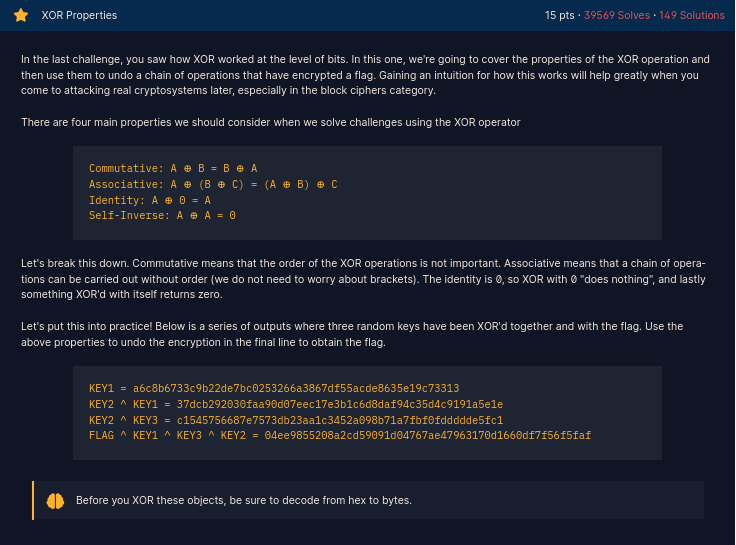 XOR Properties 15 pts · 39569 Solves · 149 Solutions
In the last challenge, you saw how XOR worked at the level of bits. In this one, we're going to cover the properties of the XOR operation and
then use them to undo a chain of operations that have encrypted a flag. Gaining an intuition for how this works will help greatly when you
come to attacking real cryptosystems later, especially in the block ciphers category.
There are four main properties we should consider when we solve challenges using the XOR operator
Commutative: A ⊕ B = B ⊕ A
Associative: A ⊕ (B ⊕ C) = (A ⊕ B) ⊕ C
Identity: A ⊕ 0 = A
Self-Inverse: A ⊕ A = 0
Let's break this down. Commutative means that the order of the XOR operations is not important. Associative means that a chain of opera-
tions can be carried out without order (we do not need to worry about brackets). The identity is 0, so XOR with 0 "does nothing", and lastly
something XOR'd with itself returns zero.
Let's put this into practice! Below is a series of outputs where three random keys have been XOR'd together and with the flag. Use the
above properties to undo the encryption in the final line to obtain the flag.
KEY1 = a6c8b6733c9b22de7bc0253266a3867df55acde8635e19c73313
KEY2 ^ KEY1 = 37dcb292030faa90d07eec17e3b1c6d8daf94c35d4c9191a5e1e
KEY2 ^ KEY3 = c1545756687e7573db23aa1c3452a098b71a7fbf0fddddde5fc1
FLAG ^ KEY1 ^ KEY3 ^ KEY2 = 04ee9855208a2cd59091d04767ae47963170d1660df7f56f5faf
Before you XOR these objects, be sure to decode from hex to bytes.